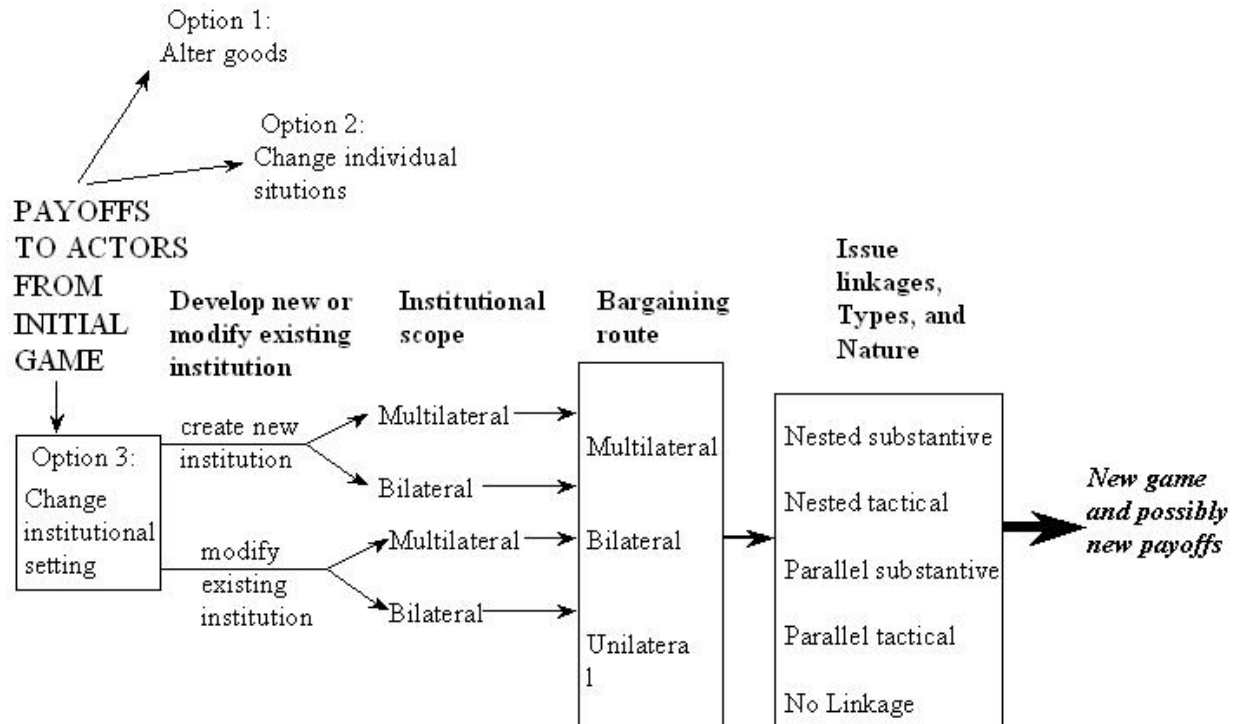 Option 1:
Alter goods
Option 2:
Change individual
situtions
PAYOFFS
TO ACTORS
FROM
INITIAL
GAME
Develop new or
modify existing
institution
Institutional
scope
Bargaining
route
Issue
linkages,
Types, and
Nature
Option 3:
Change
institutional
setting
create new
institution
modify
existing
institution
Multilateral
Bilateral
Multilateral
Bilateral
Multilateral
Bilateral
Unilatera
l
Nested substantive
Nested tactical
Parallel substantive
Parallel tactical
No Linkage
New game
and possibly
new payoffs